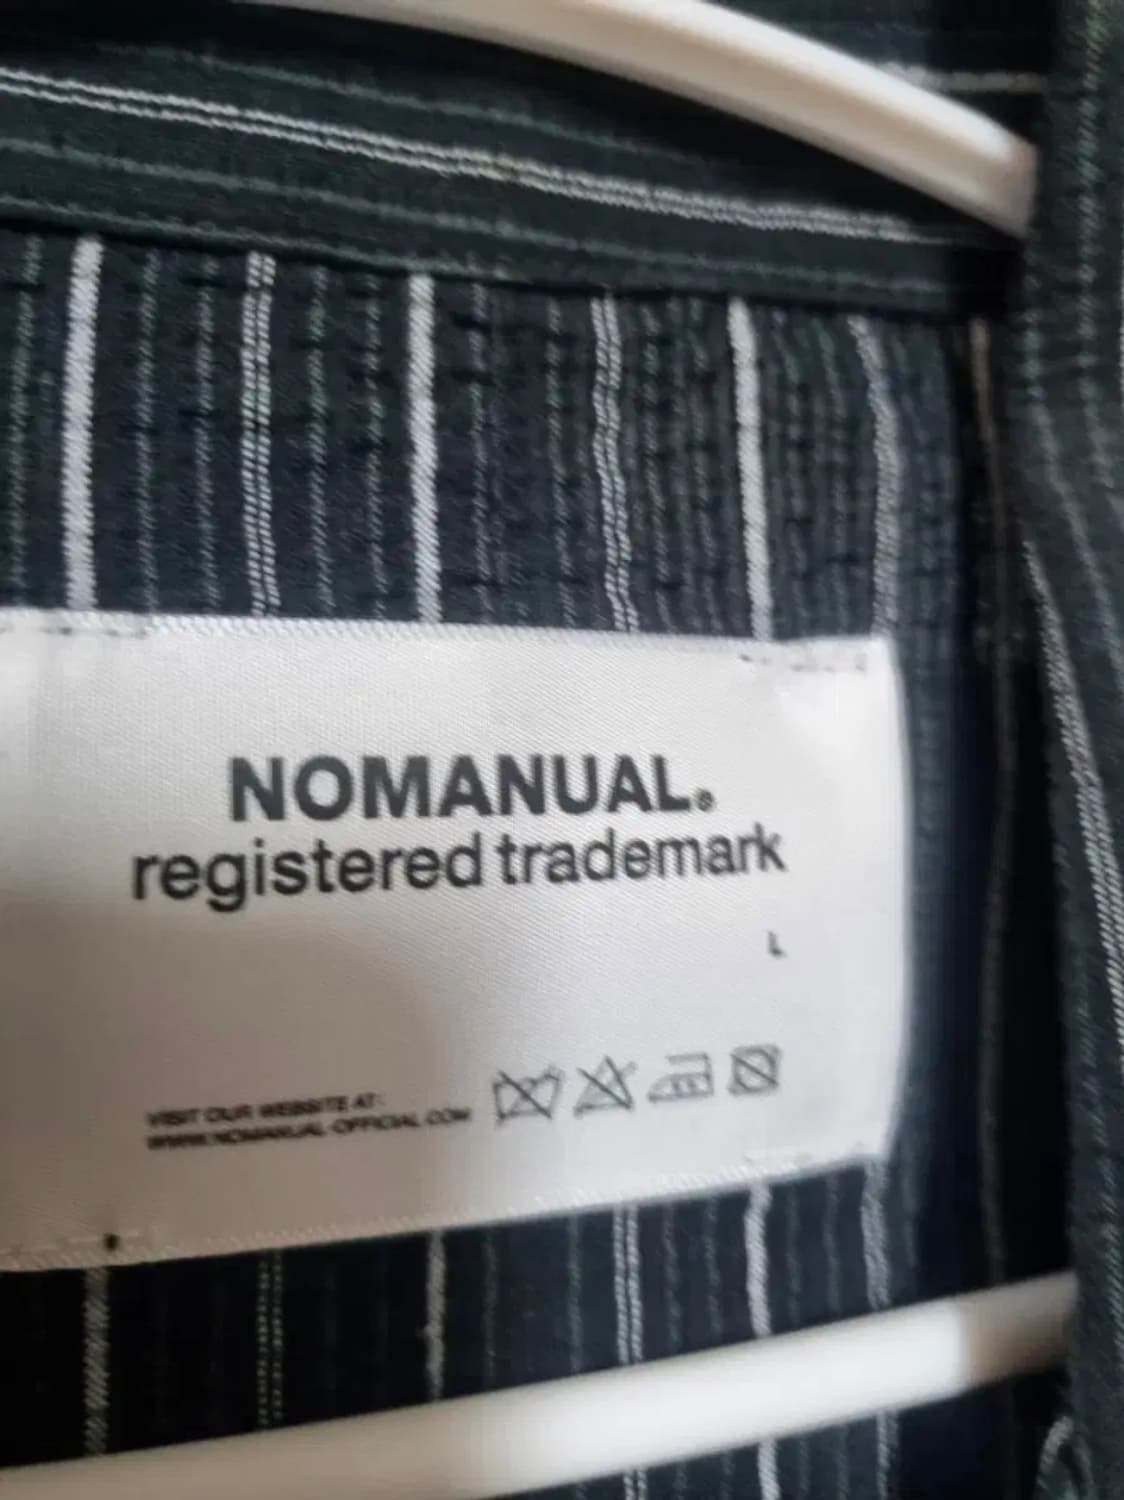 NOMANUAL.®
registered trademark
L
VISIT OUR WEBSITE AT:
WWW.NOMANUAL-OFFICIAL.COM